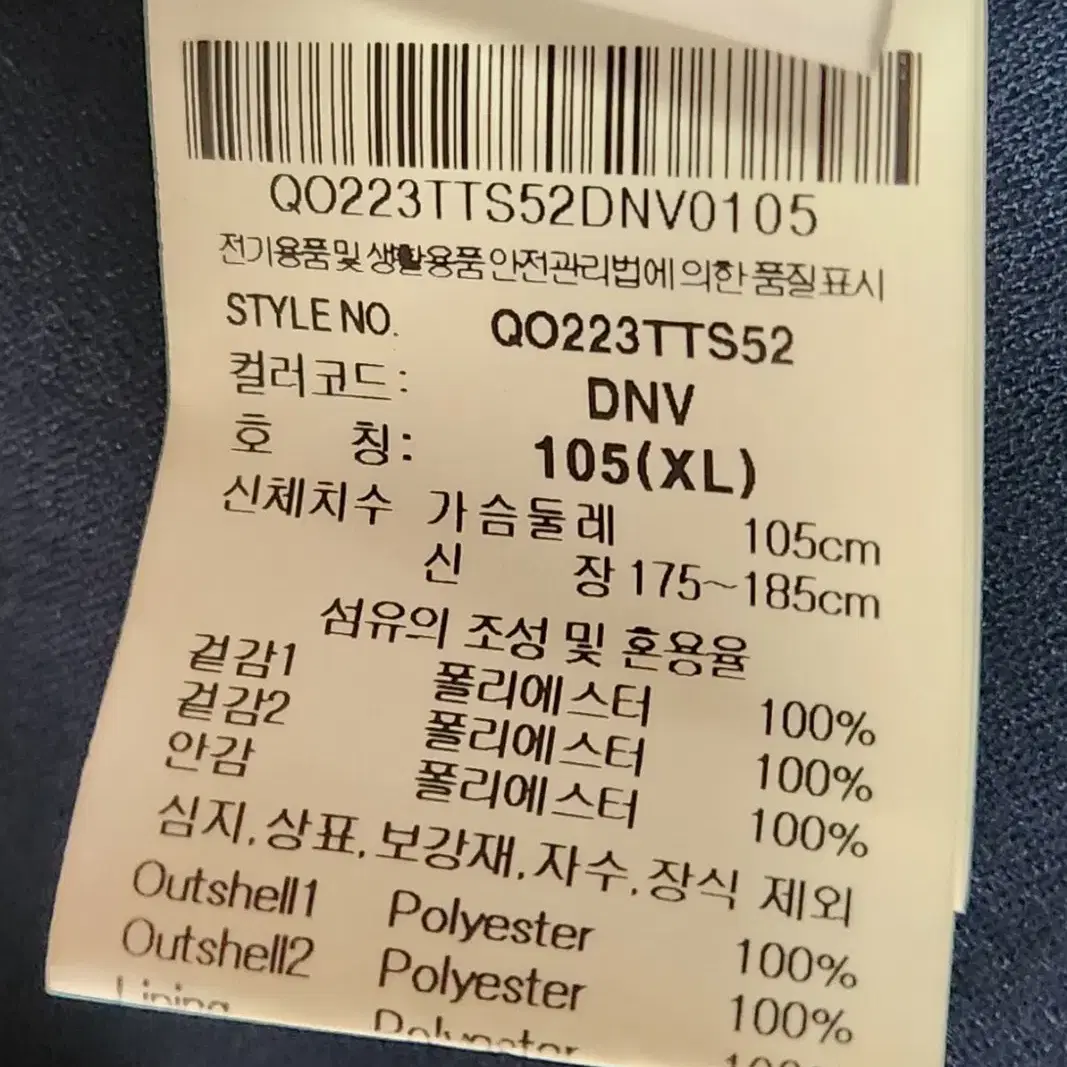 QO223TTS52DNV0105
전기용품 및 생활용품 안전관리법에 의한 품질표시
STYLE NO. QO223TTS52
컬러코드: DNV
호 칭: 105(XL)
신체치수 가슴둘레 105cm
신 장 175~185cm
섬유의 조성 및 혼용율
겉감1 폴리에스터 100%
겉감2 폴리에스터 100%
안감 폴리에스터 100%
심지,상표,보강재,자수,장식 제외
Outshell1 Polyester 100%
Outshell2 Polyester 100%
Lining Polyester